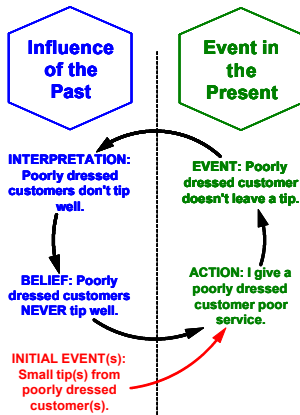 Influence
of the
Past
Event in
the
Present
INTERPRETATION:
Poorly dressed
customers don't tip
well.
EVENT: Poorly
dressed customer
doesn't leave a tip.
BELIEF: Poorly
dressed customers
NEVER tip well.
ACTION: I give a
poorly dressed
customer poor
service.
INITIAL EVENT(s):
Small tip(s) from
poorly dressed
customer(s).